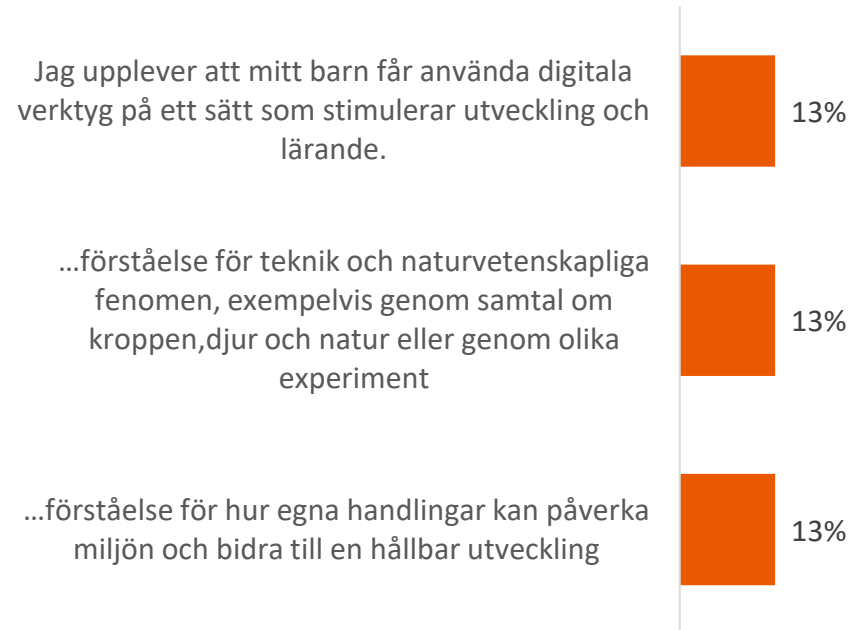 Jag upplever att mitt barn får använda digitala
verktyg på ett sätt som stimulerar utveckling och
lärande.
13%
...förståelse för teknik och naturvetenskapliga
fenomen, exempelvis genom samtal om
kroppen,djur och natur eller genom olika
experiment
13%
...förståelse för hur egna handlingar kan påverka
miljön och bidra till en hållbar utveckling
13%